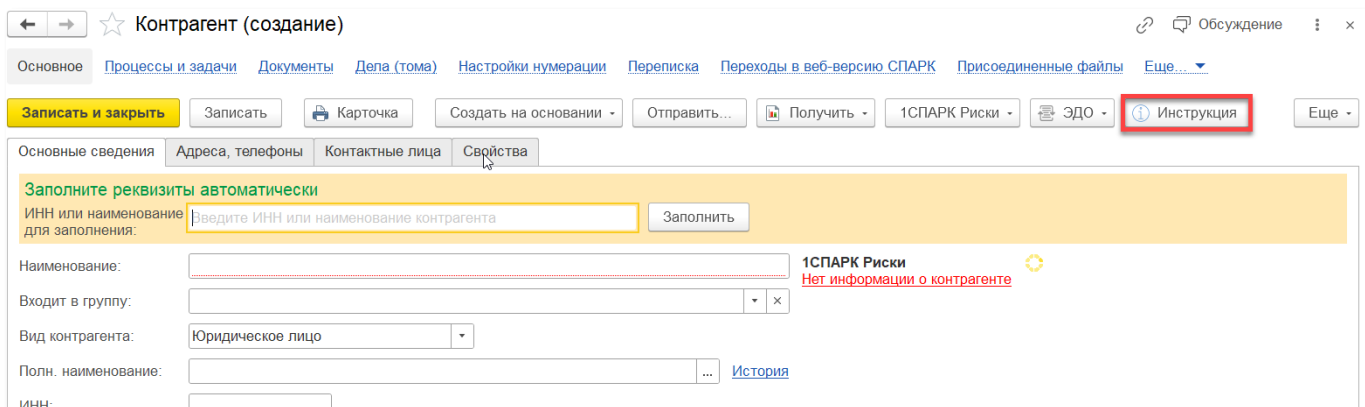 Контрагент (создание)
Обсуждение
Основное Процессы и задачи Документы Дела (тома) Настройки нумерации Переписка Переходы в веб-версию СПАРК Присоединенные файлы Еще...
Записать и закрыть Записать Карточка Создать на основании Отправить... Получить 1СПАРК Риски ЭДО Инструкция Еще
Основные сведения Адреса, телефоны Контактные лица Свойства
Заполните реквизиты автоматически
ИНН или наименование
для заполнения:
Введите ИНН или наименование контрагента
Заполнить
Наименование:
1СПАРК Риски
Нет информации о контрагенте
Входит в группу:
Вид контрагента: Юридическое лицо
Полн. наименование: ... История
ИНН: